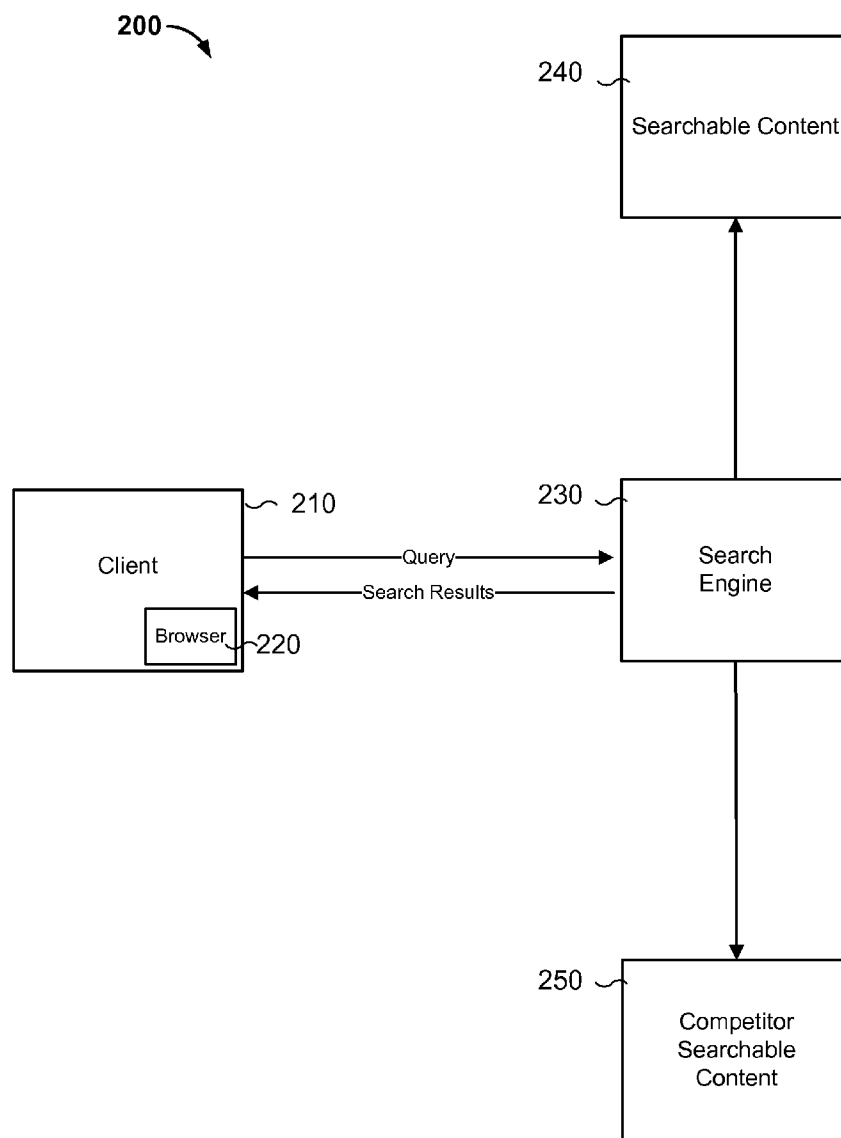 200
240
Searchable Content
210
230
Client
Query
Search
Engine
Search Results
Browser
220
250
Competitor
Searchable
Content